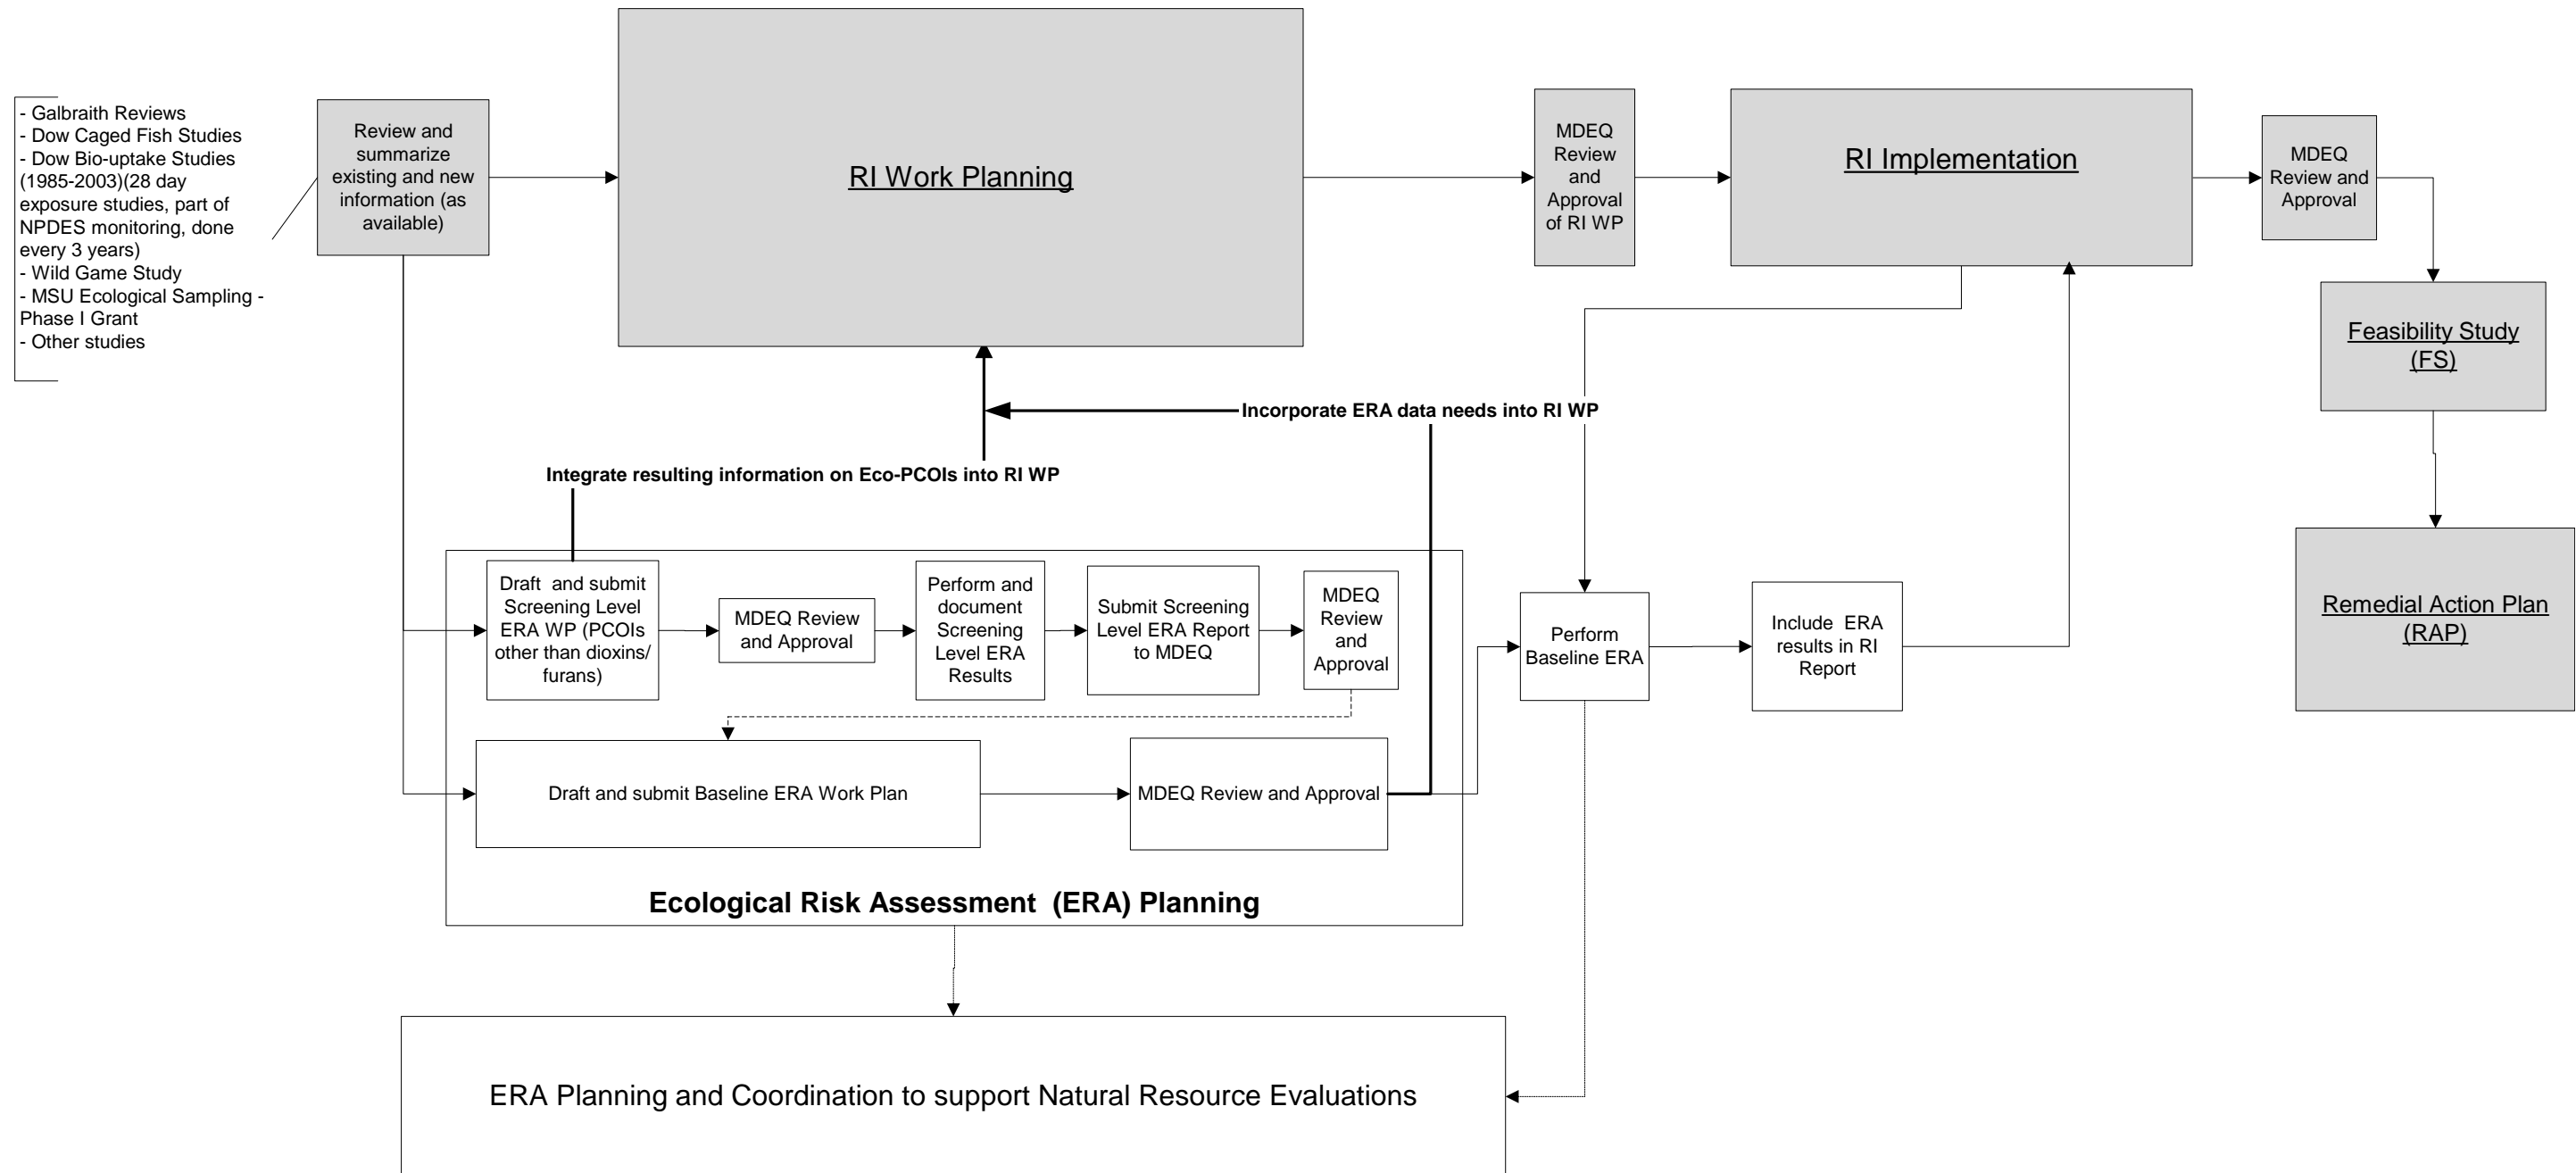 - Galbraith Reviews
- Dow Caged Fish Studies
- Dow Bio-uptake Studies
(1985-2003)(28 day
exposure studies, part of
NPDES monitoring, done
every 3 years)
- Wild Game Study
- MSU Ecological Sampling -
Phase I Grant
- Other studies
Review and
summarize
existing and new
information (as
available)
RI Work Planning
MDEQ
Review
and
Approval
of RI WP
RI Implementation
MDEQ
Review and
Approval
Feasibility Study
(FS)
Remedial Action Plan
(RAP)
Incorporate ERA data needs into RI WP
Integrate resulting information on Eco-PCOIs into RI WP
Draft and submit
Screening Level
ERA WP (PCOIs
other than dioxins/
furans)
MDEQ Review
and Approval
Perform and
document
Screening
Level ERA
Results
Submit Screening
Level ERA Report
to MDEQ
MDEQ
Review
and
Approval
Perform
Baseline ERA
Include ERA
results in RI
Report
Draft and submit Baseline ERA Work Plan
MDEQ Review and Approval
Ecological Risk Assessment (ERA) Planning
ERA Planning and Coordination to support Natural Resource Evaluations